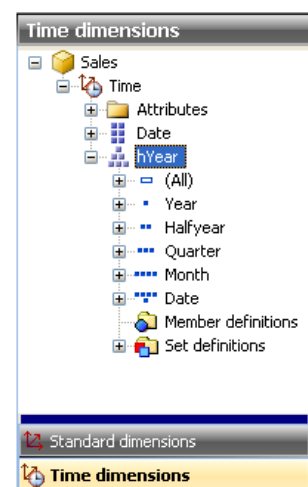 Time dimensions
Sales
Time
Attributes
Date
hYear
(All)
Year
Halfyear
Quarter
Month
Date
Member definitions
Set definitions
Standard dimensions
Time dimensions